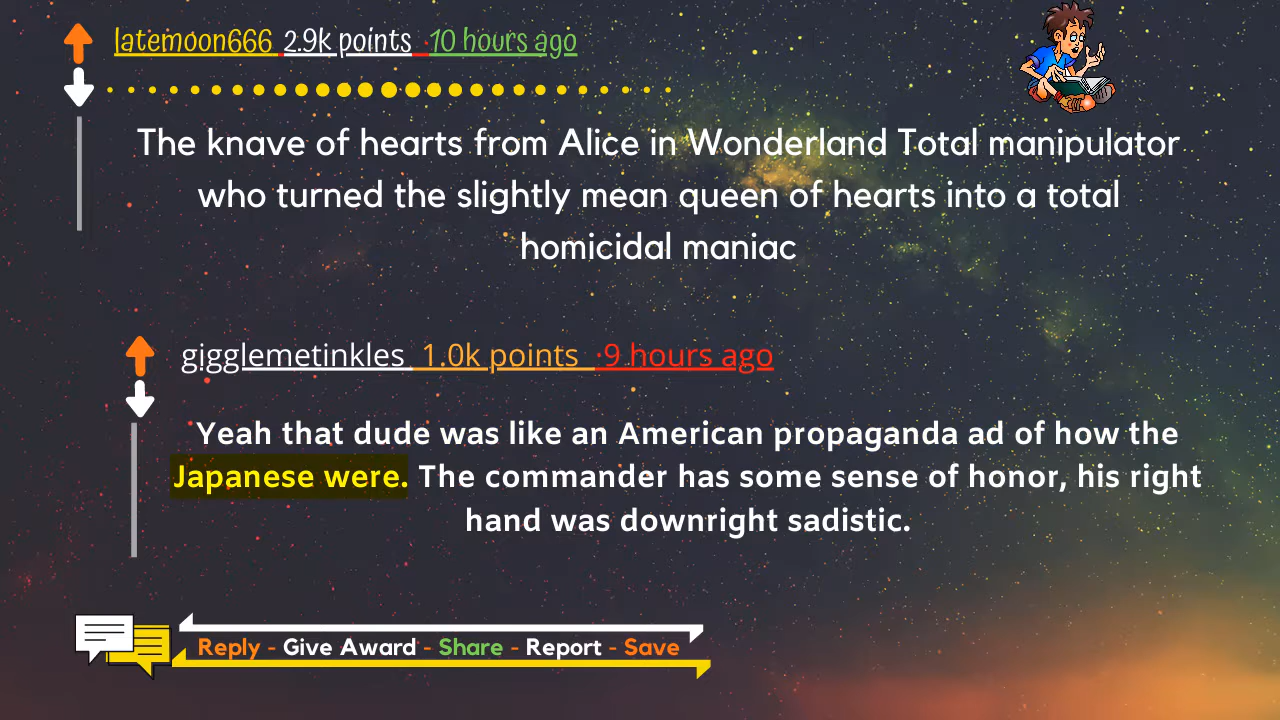 latemoon666 2.9k points ·10 hours ago
The knave of hearts from Alice in Wonderland Total manipulator
who turned the slightly mean queen of hearts into a total
homicidal maniac
gigglemetinkles 1.0k points ·9 hours ago
Yeah that dude was like an American propaganda ad of how the
Japanese were. The commander has some sense of honor, his right
hand was downright sadistic.
Reply - Give Award - Share - Report - Save